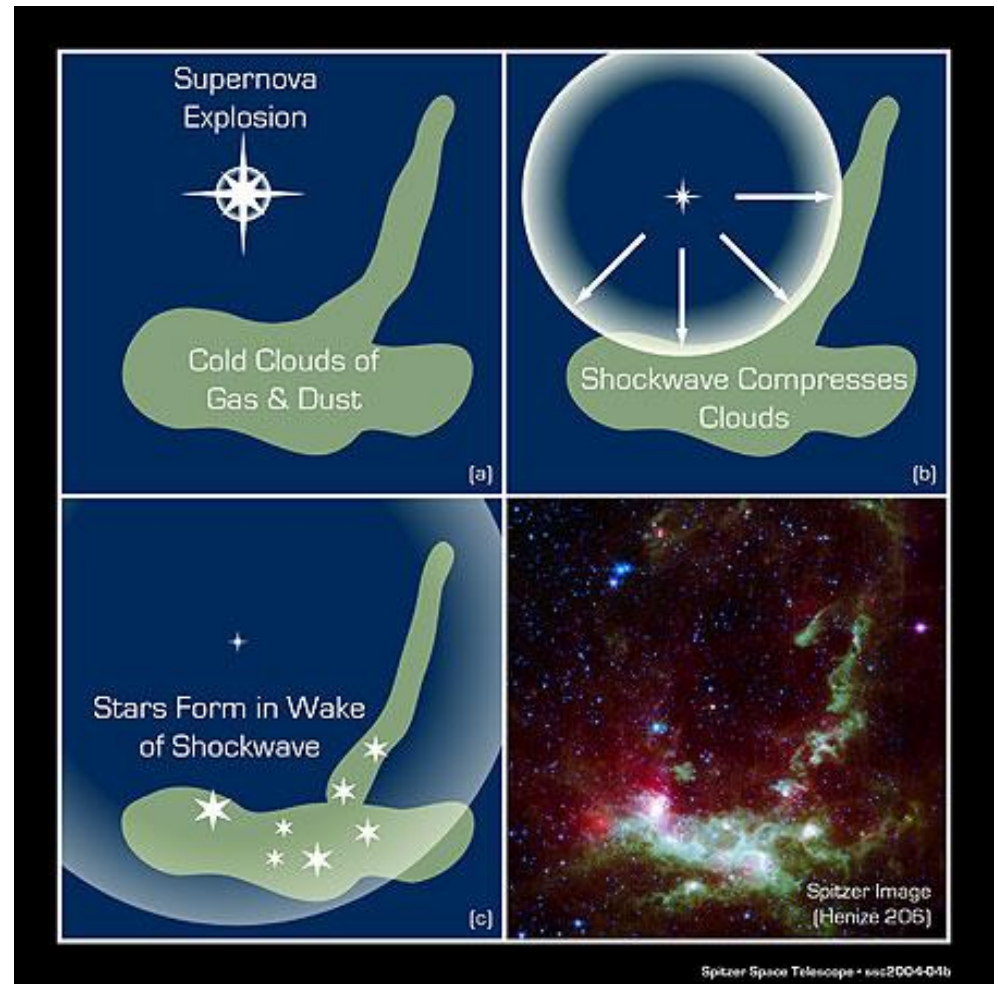 Supernova
Explosion
Cold Clouds of
Gas & Dust
(a)
Shockwave Compresses
Clouds
(b)
Stars Form in Wake
of Shockwave
(c)
Spitzer Image
(Henize 206)
Spitzer Space Telescope • ssc2004-04b